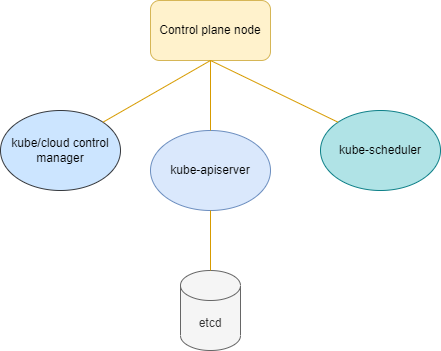 Control plane node
kube/cloud control
manager
kube-apiserver
kube-scheduler
etcd